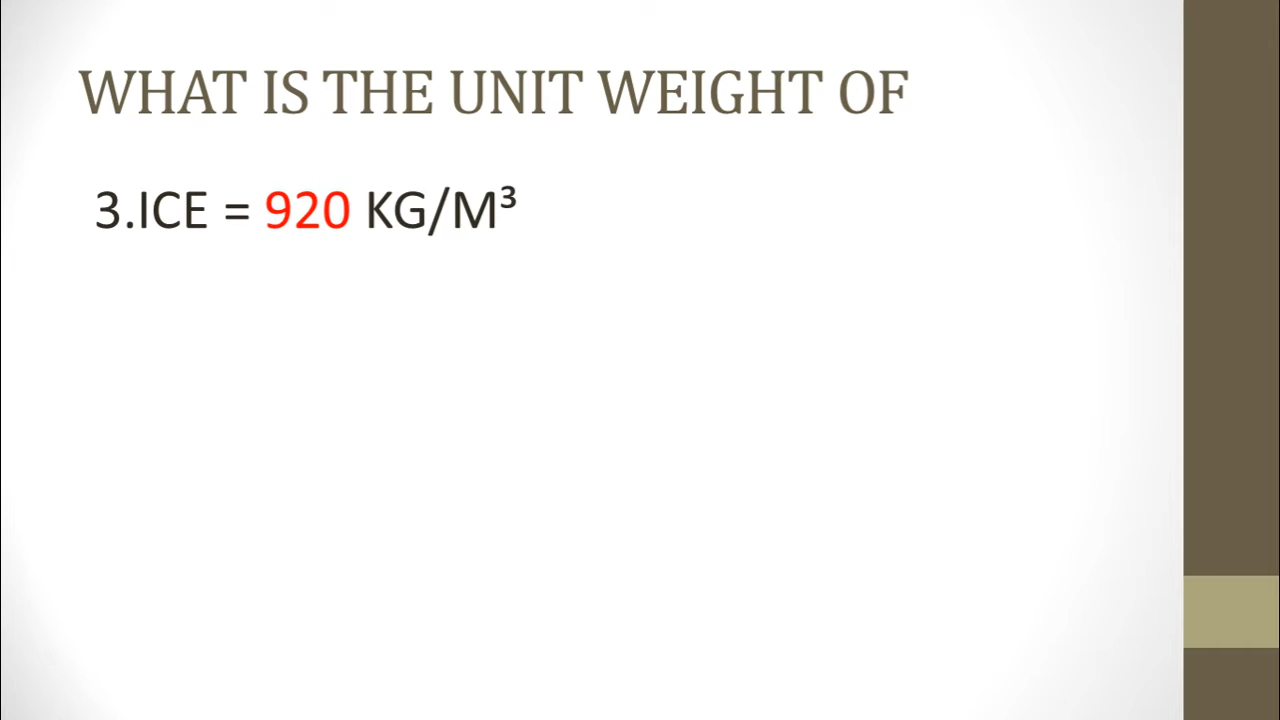 WHAT IS THE UNIT WEIGHT OF
3.ICE = 920 KG/M³